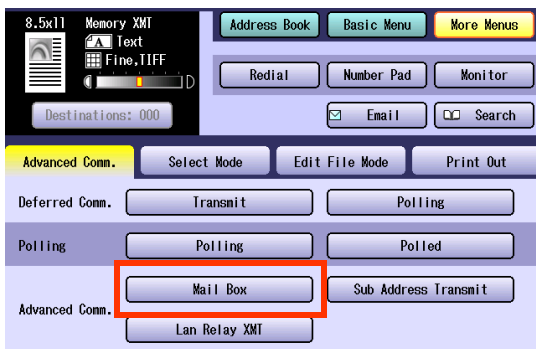 8.5x11 Memory XMT
A Text
Fine,TIFF
D
Destinations: 000
Address Book Basic Menu More Menus
Redial Number Pad Monitor
Email Search
Advanced Comm. Select Mode Edit File Mode Print Out
Deferred Comm. Transmit Polling
Polling Polling Polled
Advanced Comm. Mail Box Sub Address Transmit
Lan Relay XMT